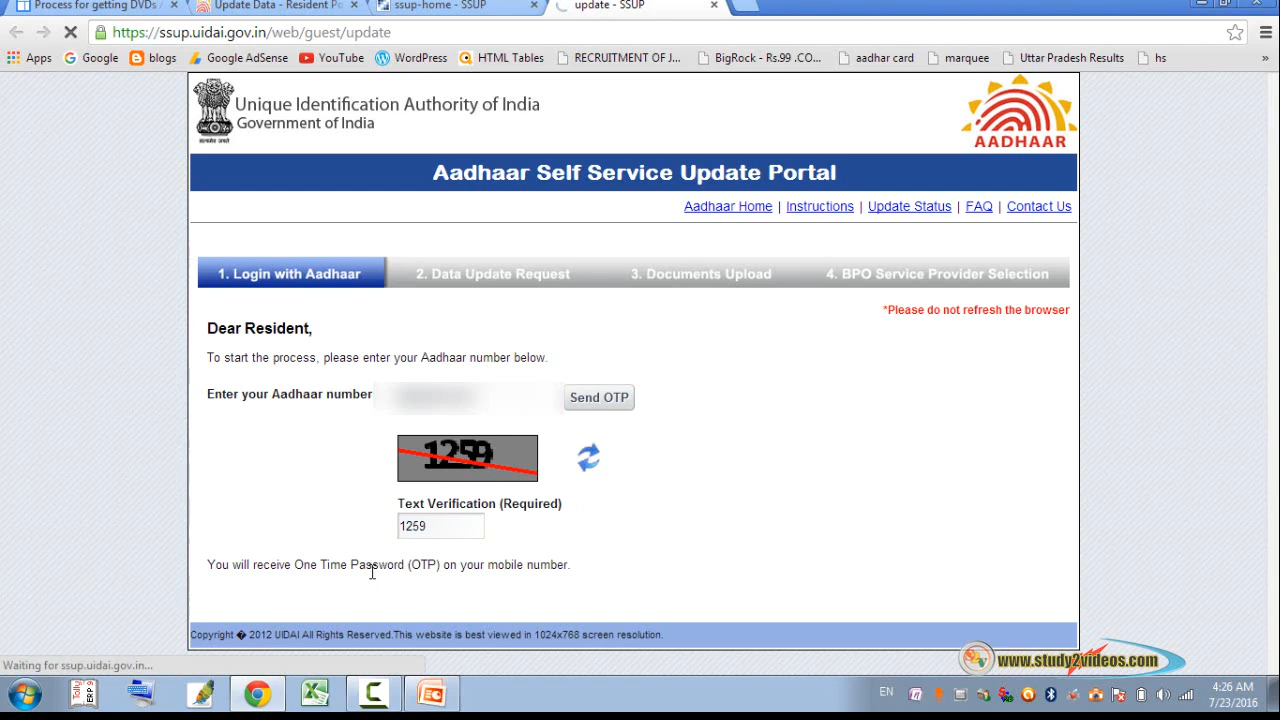 Process for getting DVDs
Update Data - Resident Po
ssup-home - SSUP
update - SSUP
https://ssup.uidai.gov.in/web/guest/update
Apps Google blogs Google AdSense YouTube WordPress HTML Tables RECRUITMENT OF J... BigRock - Rs.99 .CO... aadhar card marquee Uttar Pradesh Results hs »
Unique Identification Authority of India
Government of India
AADHAAR
Aadhaar Self Service Update Portal
Aadhaar Home | Instructions | Update Status | FAQ | Contact Us
1. Login with Aadhaar 2. Data Update Request 3. Documents Upload 4. BPO Service Provider Selection
*Please do not refresh the browser
Dear Resident,
To start the process, please enter your Aadhaar number below.
Enter your Aadhaar number
Send OTP
1259
Text Verification (Required)
1259
You will receive One Time Password (OTP) on your mobile number.
Copyright � 2012 UIDAI All Rights Reserved.This website is best viewed in 1024x768 screen resolution.
Waiting for ssup.uidai.gov.in...
www.study2videos.com
EN
4:26 AM
7/23/2016